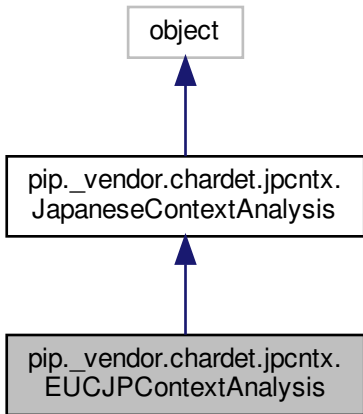 object
pip._vendor.chardet.jpcntx.
JapaneseContextAnalysis
pip._vendor.chardet.jpcntx.
EUCJPContextAnalysis